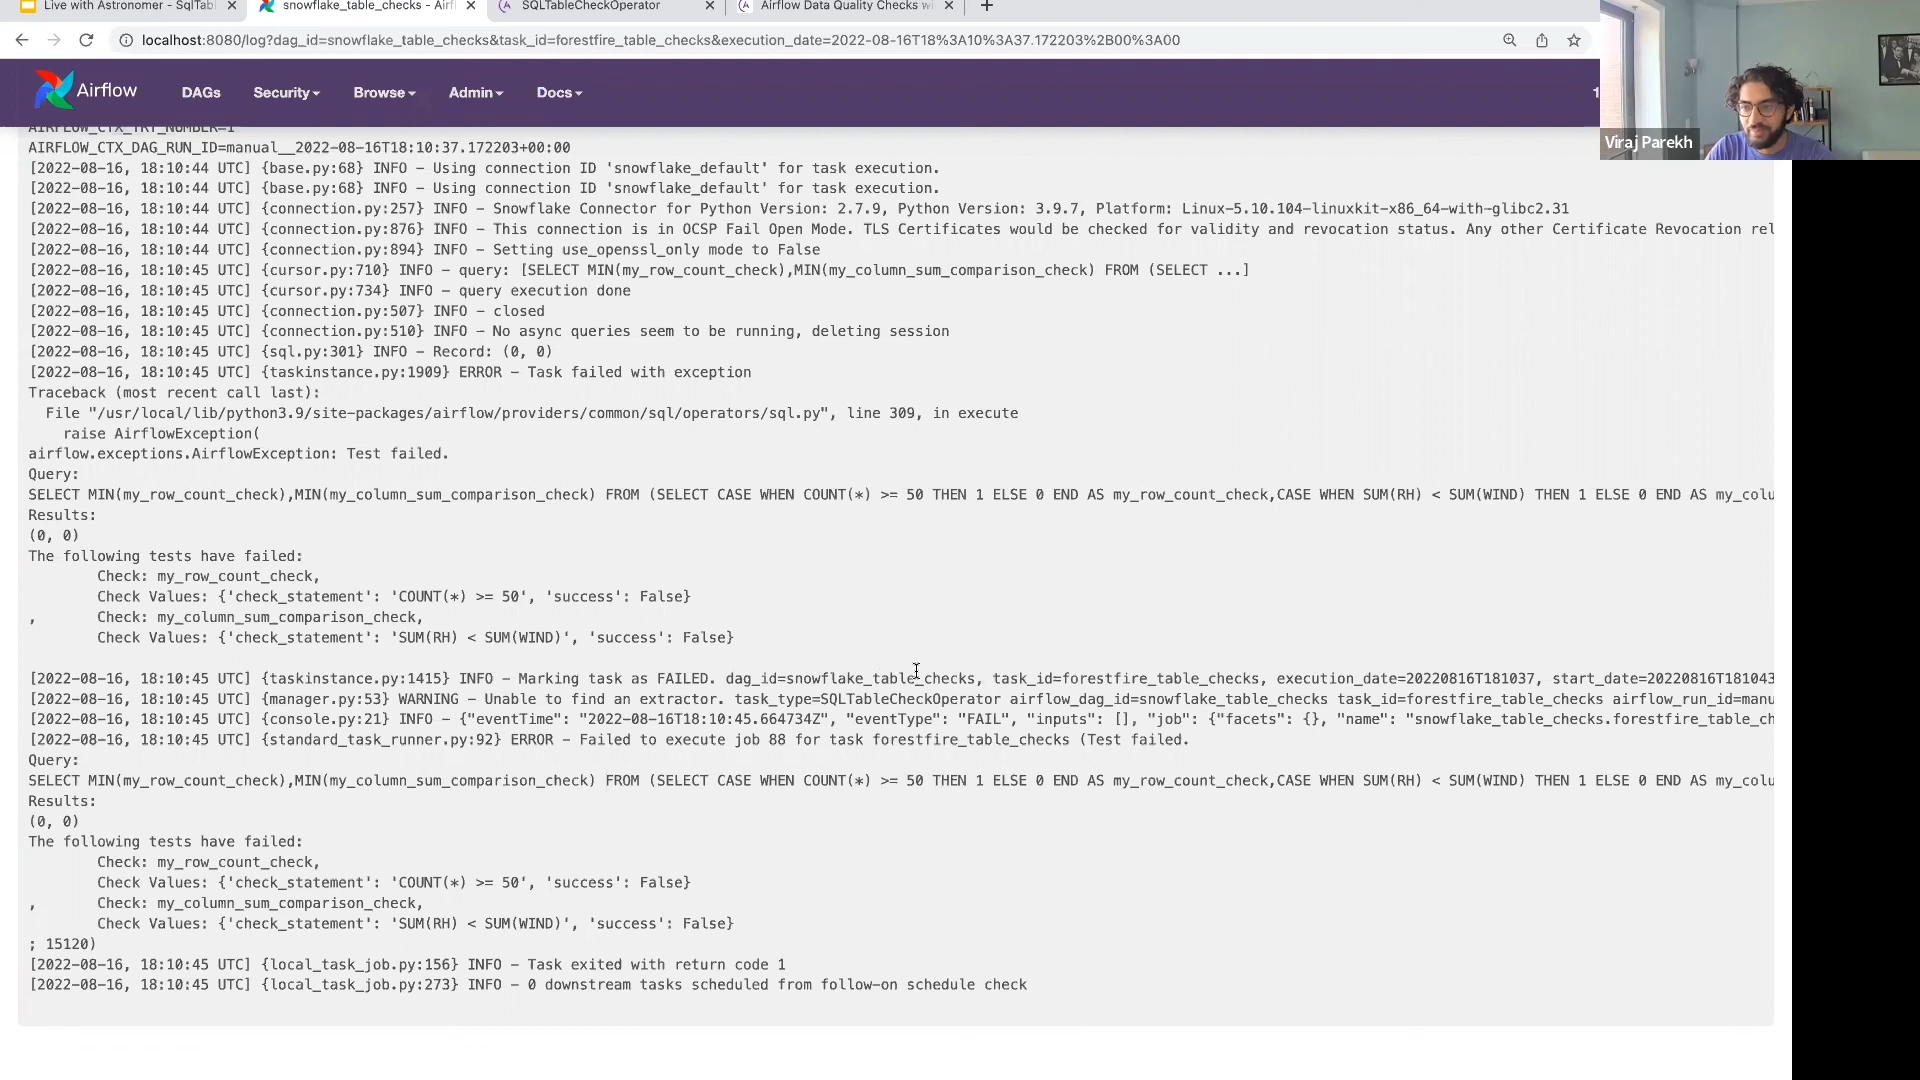 Live with Astronomer - SqlTab
snowflake_table_checks - Airf
SQLTableCheckOperator
Airflow Data Quality Checks wi
localhost:8080/log?dag_id=snowflake_table_checks&task_id=forestfire_table_checks&execution_date=2022-08-16T18%3A10%3A37.172203%2B00%3A00
Airflow
DAGs
Security
Browse
Admin
Docs
1
Viraj Parekh
AIRFLOW_CTX_TRY_NUMBER=1
AIRFLOW_CTX_DAG_RUN_ID=manual__2022-08-16T18:10:37.172203+00:00
[2022-08-16, 18:10:44 UTC] {base.py:68} INFO - Using connection ID 'snowflake_default' for task execution.
[2022-08-16, 18:10:44 UTC] {base.py:68} INFO - Using connection ID 'snowflake_default' for task execution.
[2022-08-16, 18:10:44 UTC] {connection.py:257} INFO - Snowflake Connector for Python Version: 2.7.9, Python Version: 3.9.7, Platform: Linux-5.10.104-linuxkit-x86_64-with-glibc2.31
[2022-08-16, 18:10:44 UTC] {connection.py:876} INFO - This connection is in OCSP Fail Open Mode. TLS Certificates would be checked for validity and revocation status. Any other Certificate Revocation rel
[2022-08-16, 18:10:44 UTC] {connection.py:894} INFO - Setting use_openssl_only mode to False
[2022-08-16, 18:10:45 UTC] {cursor.py:710} INFO - query: [SELECT MIN(my_row_count_check),MIN(my_column_sum_comparison_check) FROM (SELECT ...]
[2022-08-16, 18:10:45 UTC] {cursor.py:734} INFO - query execution done
[2022-08-16, 18:10:45 UTC] {connection.py:507} INFO - closed
[2022-08-16, 18:10:45 UTC] {connection.py:510} INFO - No async queries seem to be running, deleting session
[2022-08-16, 18:10:45 UTC] {sql.py:301} INFO - Record: (0, 0)
[2022-08-16, 18:10:45 UTC] {taskinstance.py:1909} ERROR - Task failed with exception
Traceback (most recent call last):
File "/usr/local/lib/python3.9/site-packages/airflow/providers/common/sql/operators/sql.py", line 309, in execute
raise AirflowException(
airflow.exceptions.AirflowException: Test failed.
Query:
SELECT MIN(my_row_count_check),MIN(my_column_sum_comparison_check) FROM (SELECT CASE WHEN COUNT(*) >= 50 THEN 1 ELSE 0 END AS my_row_count_check,CASE WHEN SUM(RH) < SUM(WIND) THEN 1 ELSE 0 END AS my_colu
Results:
(0, 0)
The following tests have failed:
Check: my_row_count_check,
Check Values: {'check_statement': 'COUNT(*) >= 50', 'success': False}
, Check: my_column_sum_comparison_check,
Check Values: {'check_statement': 'SUM(RH) < SUM(WIND)', 'success': False}
[2022-08-16, 18:10:45 UTC] {taskinstance.py:1415} INFO - Marking task as FAILED. dag_id=snowflake_table_checks, task_id=forestfire_table_checks, execution_date=20220816T181037, start_date=20220816T181043
[2022-08-16, 18:10:45 UTC] {manager.py:53} WARNING - Unable to find an extractor. task_type=SQLTableCheckOperator airflow_dag_id=snowflake_table_checks task_id=forestfire_table_checks airflow_run_id=manu
[2022-08-16, 18:10:45 UTC] {console.py:21} INFO - {"eventTime": "2022-08-16T18:10:45.664734Z", "eventType": "FAIL", "inputs": [], "job": {"facets": {}, "name": "snowflake_table_checks.forestfire_table_ch
[2022-08-16, 18:10:45 UTC] {standard_task_runner.py:92} ERROR - Failed to execute job 88 for task forestfire_table_checks (Test failed.
Query:
SELECT MIN(my_row_count_check),MIN(my_column_sum_comparison_check) FROM (SELECT CASE WHEN COUNT(*) >= 50 THEN 1 ELSE 0 END AS my_row_count_check,CASE WHEN SUM(RH) < SUM(WIND) THEN 1 ELSE 0 END AS my_colu
Results:
(0, 0)
The following tests have failed:
Check: my_row_count_check,
Check Values: {'check_statement': 'COUNT(*) >= 50', 'success': False}
, Check: my_column_sum_comparison_check,
Check Values: {'check_statement': 'SUM(RH) < SUM(WIND)', 'success': False}
; 15120)
[2022-08-16, 18:10:45 UTC] {local_task_job.py:156} INFO - Task exited with return code 1
[2022-08-16, 18:10:45 UTC] {local_task_job.py:273} INFO - 0 downstream tasks scheduled from follow-on schedule check